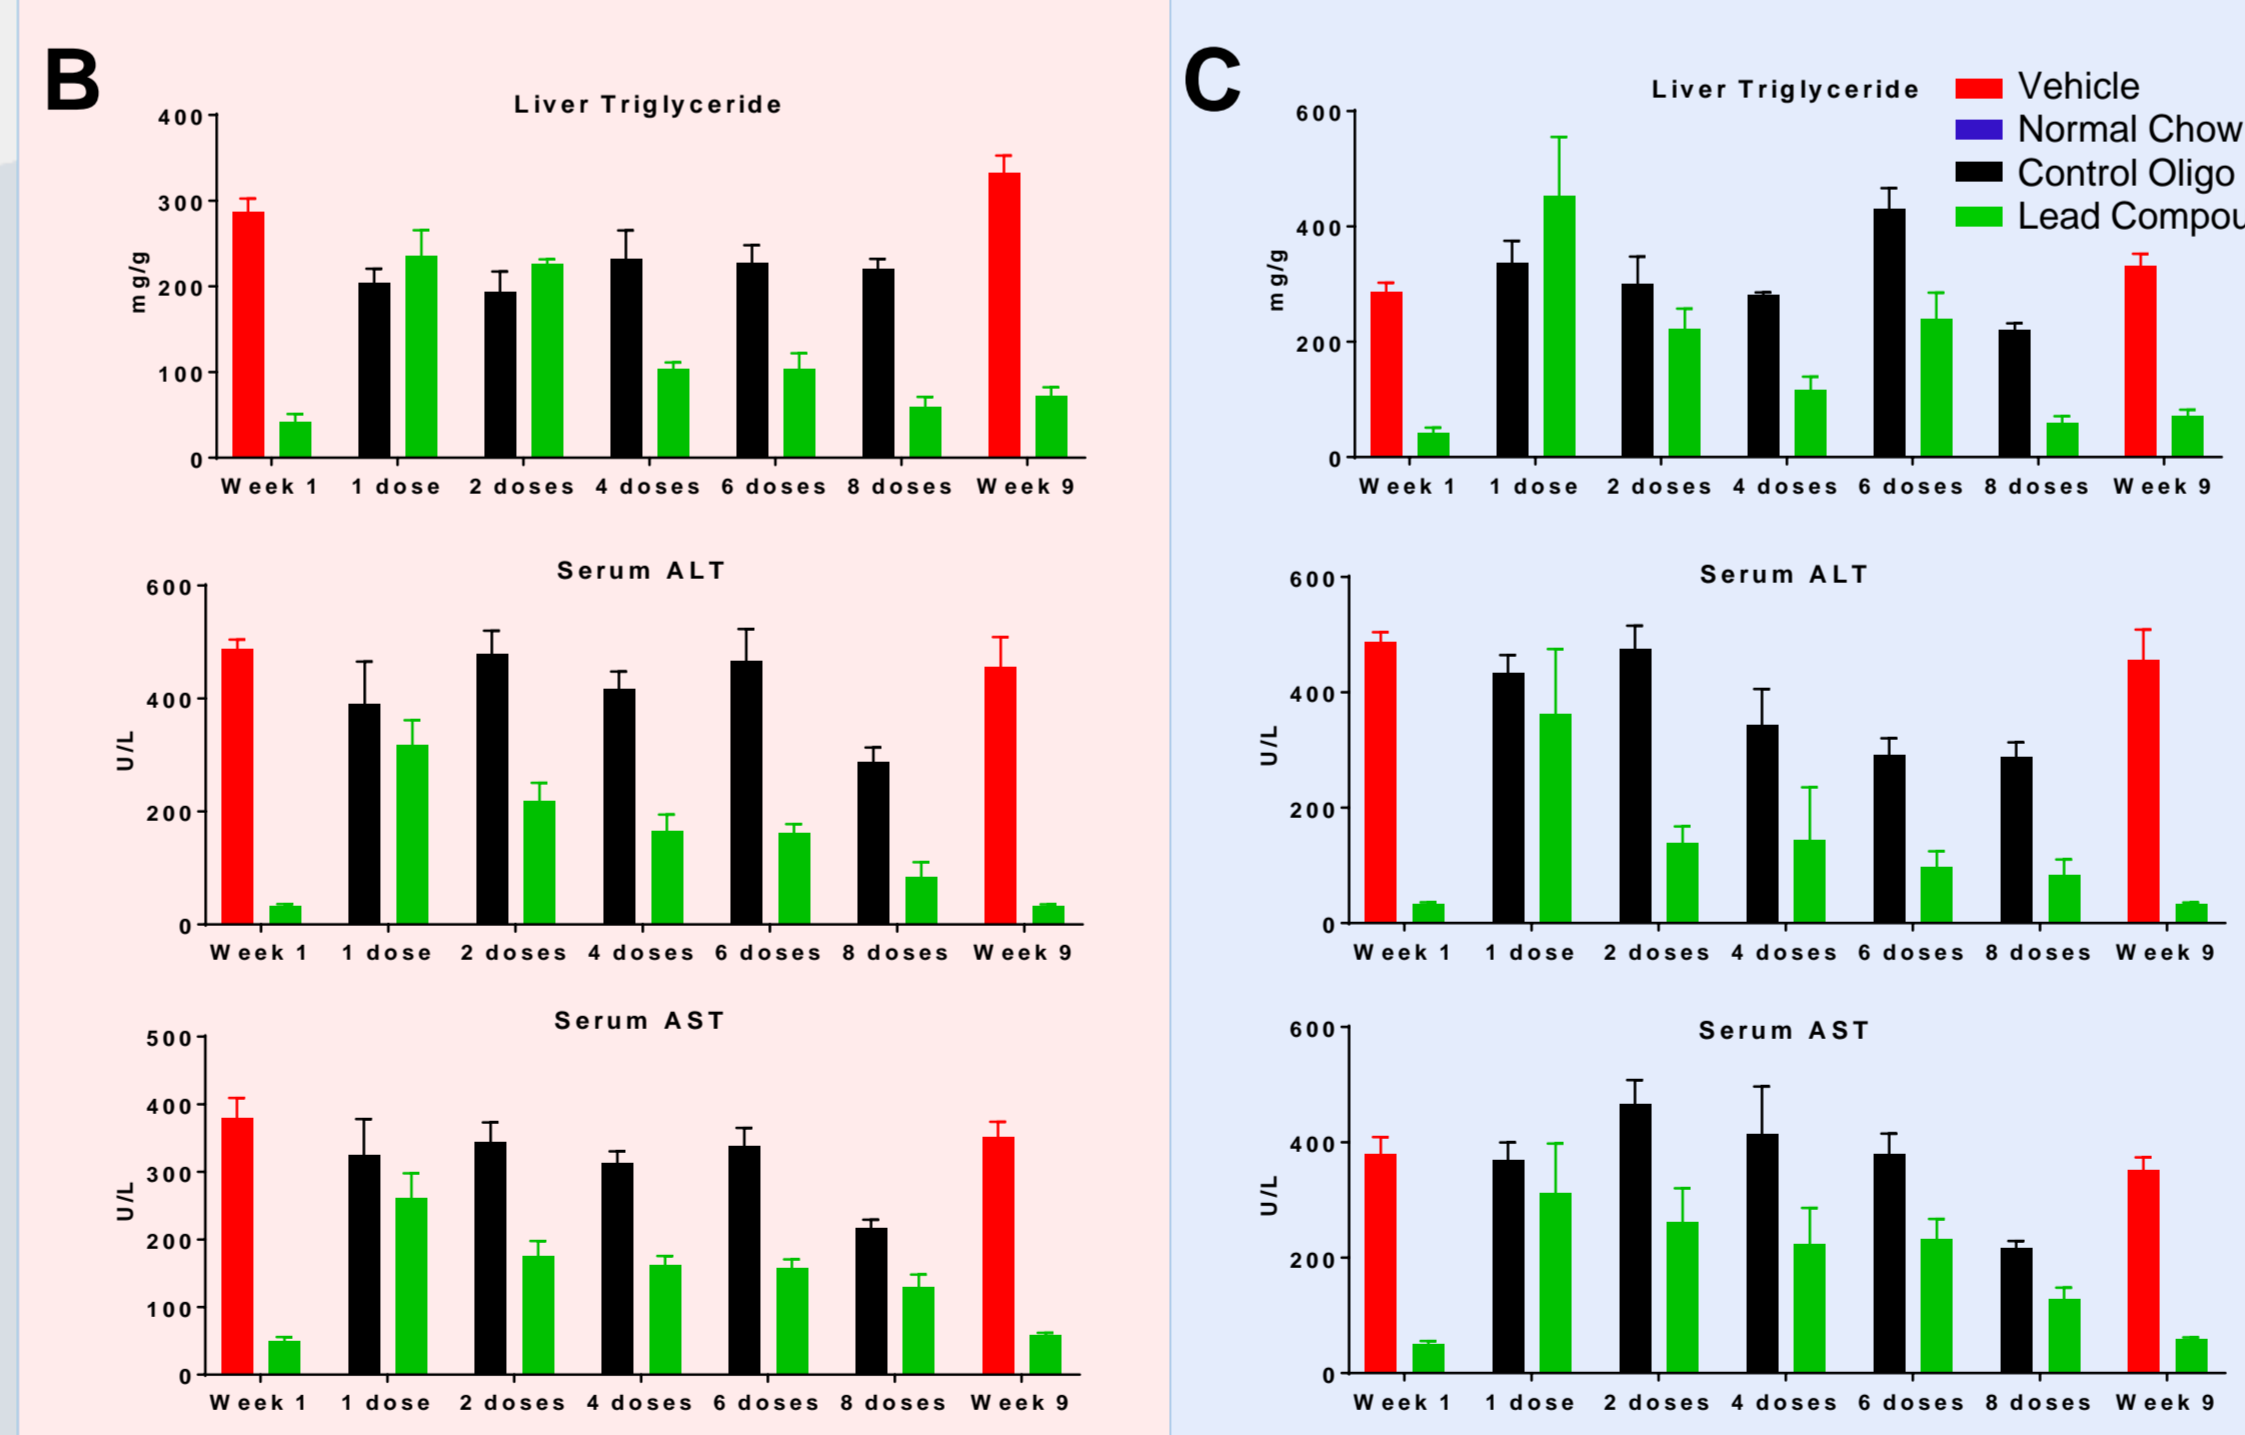 B
Liver Triglyceride
400
300
200
100
0
mg/g
Week 1 1 dose 2 doses 4 doses 6 doses 8 doses Week 9
Serum ALT
600
400
200
0
U/L
Week 1 1 dose 2 doses 4 doses 6 doses 8 doses Week 9
Serum AST
500
400
300
200
100
0
U/L
Week 1 1 dose 2 doses 4 doses 6 doses 8 doses Week 9
C
Liver Triglyceride
Vehicle
Normal Chow
Control Oligo
Lead Compou
600
400
200
0
mg/g
Week 1 1 dose 2 doses 4 doses 6 doses 8 doses Week 9
Serum ALT
600
400
200
0
U/L
Week 1 1 dose 2 doses 4 doses 6 doses 8 doses Week 9
Serum AST
600
400
200
0
U/L
Week 1 1 dose 2 doses 4 doses 6 doses 8 doses Week 9